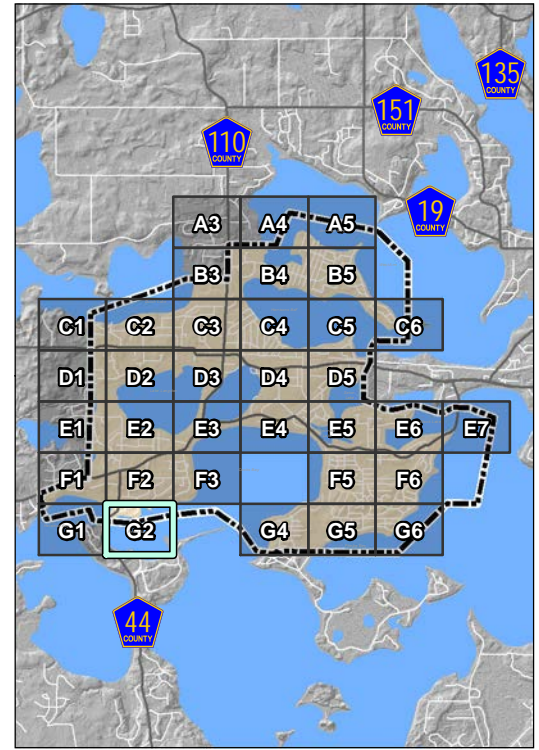 135
COUNTY
151
COUNTY
110
COUNTY
19
COUNTY
A3 A4 A5
B3 B4 B5
C1 C2 C3 C4 C5 C6
D1 D2 D3 D4 D5
E1 E2 E3 E4 E5 E6 E7
F1 F2 F3 F5 F6
G1 G2 G4 G5 G6
44
COUNTY